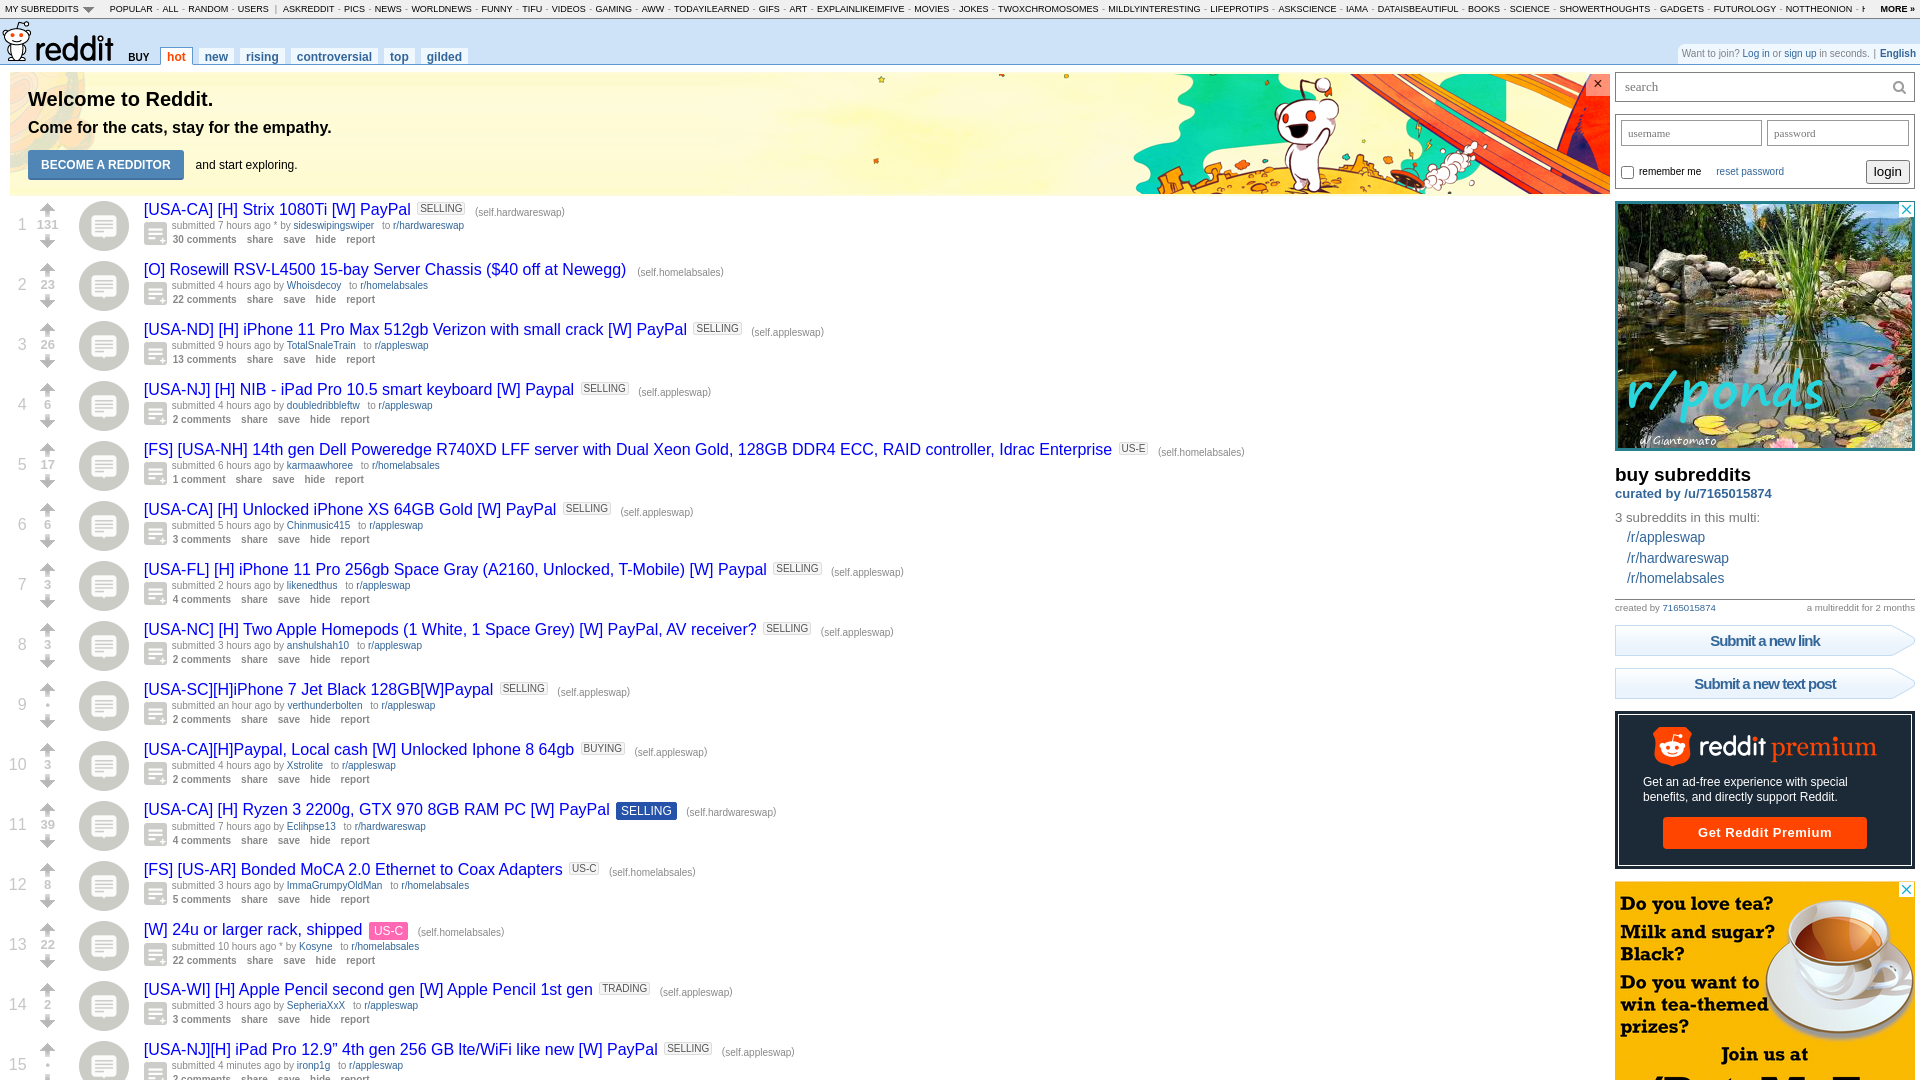 MY SUBREDDITS POPULAR - ALL - RANDOM - USERS | ASKREDDIT - PICS - NEWS - WORLDNEWS - FUNNY - TIFU - VIDEOS - GAMING - AWW - TODAYILEARNED - GIFS - ART - EXPLAINLIKEIMFIVE - MOVIES - JOKES - TWOXCHROMOSOMES - MILDLYINTERESTING - LIFEPROTIPS - ASKSCIENCE - IAMA - DATAISBEAUTIFUL - BOOKS - SCIENCE - SHOWERTHOUGHTS - GADGETS - FUTUROLOGY - NOTTHEONION - MORE »
reddit BUY hot new rising controversial top gilded
Want to join? Log in or sign up in seconds. | English
Welcome to Reddit.
Come for the cats, stay for the empathy.
BECOME A REDDITOR and start exploring.
×
1 131 [USA-CA] [H] Strix 1080Ti [W] PayPal SELLING (self.hardwareswap)
submitted 7 hours ago * by sideswipingswiper to r/hardwareswap
30 comments share save hide report
2 23 [O] Rosewill RSV-L4500 15-bay Server Chassis ($40 off at Newegg) (self.homelabsales)
submitted 4 hours ago by Whoisdecoy to r/homelabsales
22 comments share save hide report
3 26 [USA-ND] [H] iPhone 11 Pro Max 512gb Verizon with small crack [W] PayPal SELLING (self.appleswap)
submitted 9 hours ago by TotalSnaleTrain to r/appleswap
13 comments share save hide report
4 6 [USA-NJ] [H] NIB - iPad Pro 10.5 smart keyboard [W] Paypal SELLING (self.appleswap)
submitted 4 hours ago by doubledribbleftw to r/appleswap
2 comments share save hide report
5 17 [FS] [USA-NH] 14th gen Dell Poweredge R740XD LFF server with Dual Xeon Gold, 128GB DDR4 ECC, RAID controller, Idrac Enterprise US-E (self.homelabsales)
submitted 6 hours ago by karmaawhoree to r/homelabsales
1 comment share save hide report
6 6 [USA-CA] [H] Unlocked iPhone XS 64GB Gold [W] PayPal SELLING (self.appleswap)
submitted 5 hours ago by Chinmusic415 to r/appleswap
3 comments share save hide report
7 3 [USA-FL] [H] iPhone 11 Pro 256gb Space Gray (A2160, Unlocked, T-Mobile) [W] Paypal SELLING (self.appleswap)
submitted 2 hours ago by likenedthus to r/appleswap
4 comments share save hide report
8 3 [USA-NC] [H] Two Apple Homepods (1 White, 1 Space Grey) [W] PayPal, AV receiver? SELLING (self.appleswap)
submitted 3 hours ago by anshulshah10 to r/appleswap
2 comments share save hide report
9 • [USA-SC][H]iPhone 7 Jet Black 128GB[W]Paypal SELLING (self.appleswap)
submitted an hour ago by verthunderbolten to r/appleswap
2 comments share save hide report
10 3 [USA-CA][H]Paypal, Local cash [W] Unlocked Iphone 8 64gb BUYING (self.appleswap)
submitted 4 hours ago by Xstrolite to r/appleswap
2 comments share save hide report
11 39 [USA-CA] [H] Ryzen 3 2200g, GTX 970 8GB RAM PC [W] PayPal SELLING (self.hardwareswap)
submitted 7 hours ago by Eclihpse13 to r/hardwareswap
4 comments share save hide report
12 8 [FS] [US-AR] Bonded MoCA 2.0 Ethernet to Coax Adapters US-C (self.homelabsales)
submitted 3 hours ago by ImmaGrumpyOldMan to r/homelabsales
5 comments share save hide report
13 22 [W] 24u or larger rack, shipped US-C (self.homelabsales)
submitted 10 hours ago * by Kosyne to r/homelabsales
22 comments share save hide report
14 2 [USA-WI] [H] Apple Pencil second gen [W] Apple Pencil 1st gen TRADING (self.appleswap)
submitted 3 hours ago by SepheriaXxX to r/appleswap
3 comments share save hide report
15 • [USA-NJ][H] iPad Pro 12.9” 4th gen 256 GB lte/WiFi like new [W] PayPal SELLING (self.appleswap)
submitted 4 minutes ago by ironp1g to r/appleswap
2 comments share save hide report
search
username password
remember me reset password login
r/ponds
u/Giantomato
buy subreddits
curated by /u/7165015874
3 subreddits in this multi:
/r/appleswap
/r/hardwareswap
/r/homelabsales
created by 7165015874 a multireddit for 2 months
Submit a new link
Submit a new text post
reddit premium
Get an ad-free experience with special
benefits, and directly support Reddit.
Get Reddit Premium
Do you love tea?
Milk and sugar?
Black?
Do you want to
win tea-themed
prizes?
Join us at